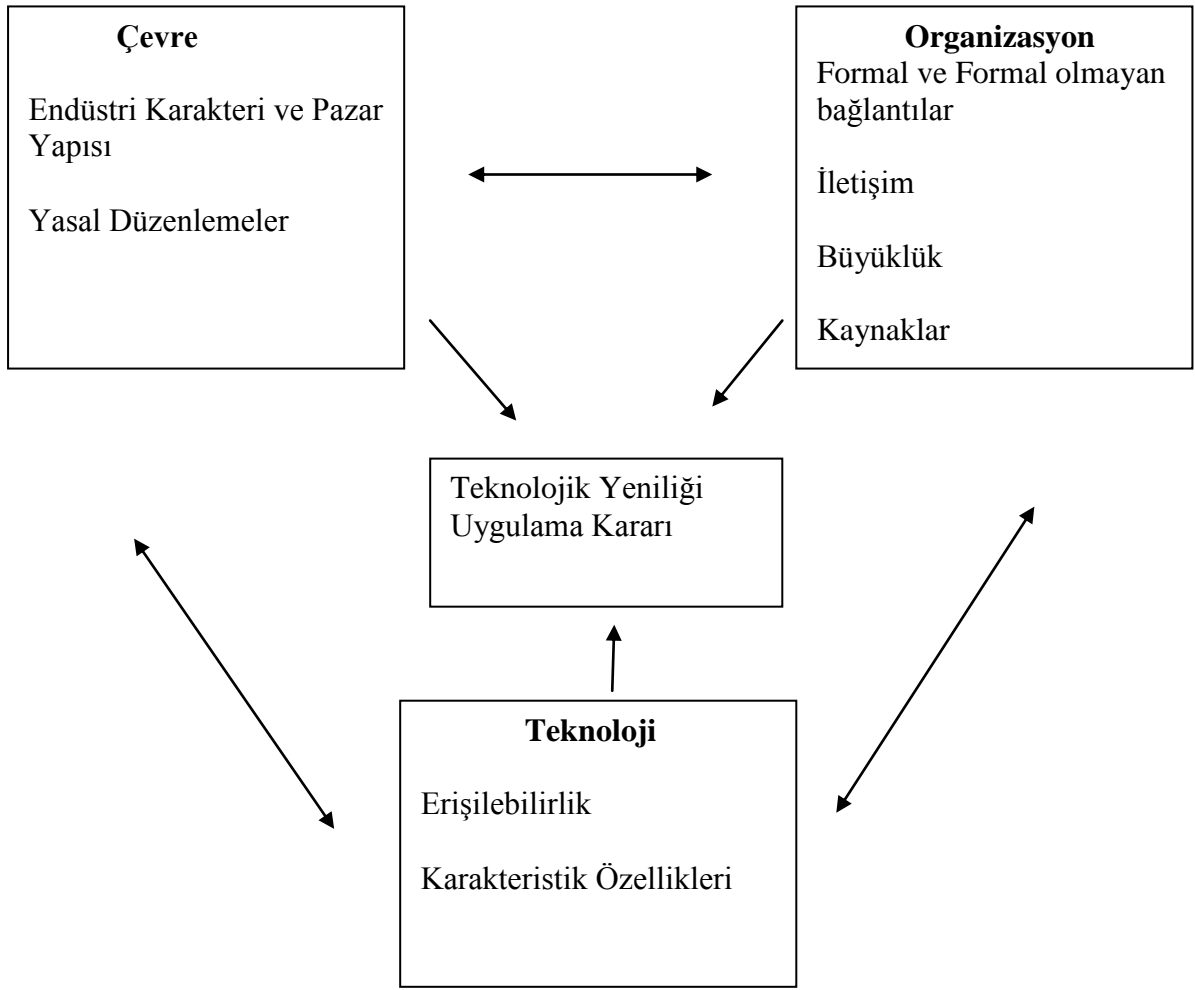 Çevre
Endüstri Karakteri ve Pazar
Yapısı
Yasal Düzenlemeler
Organizasyon
Formal ve Formal olmayan
bağlantılar
İletişim
Büyüklük
Kaynaklar
Teknolojik Yeniliği
Uygulama Kararı
Teknoloji
Erişilebilirlik
Karakteristik Özellikleri